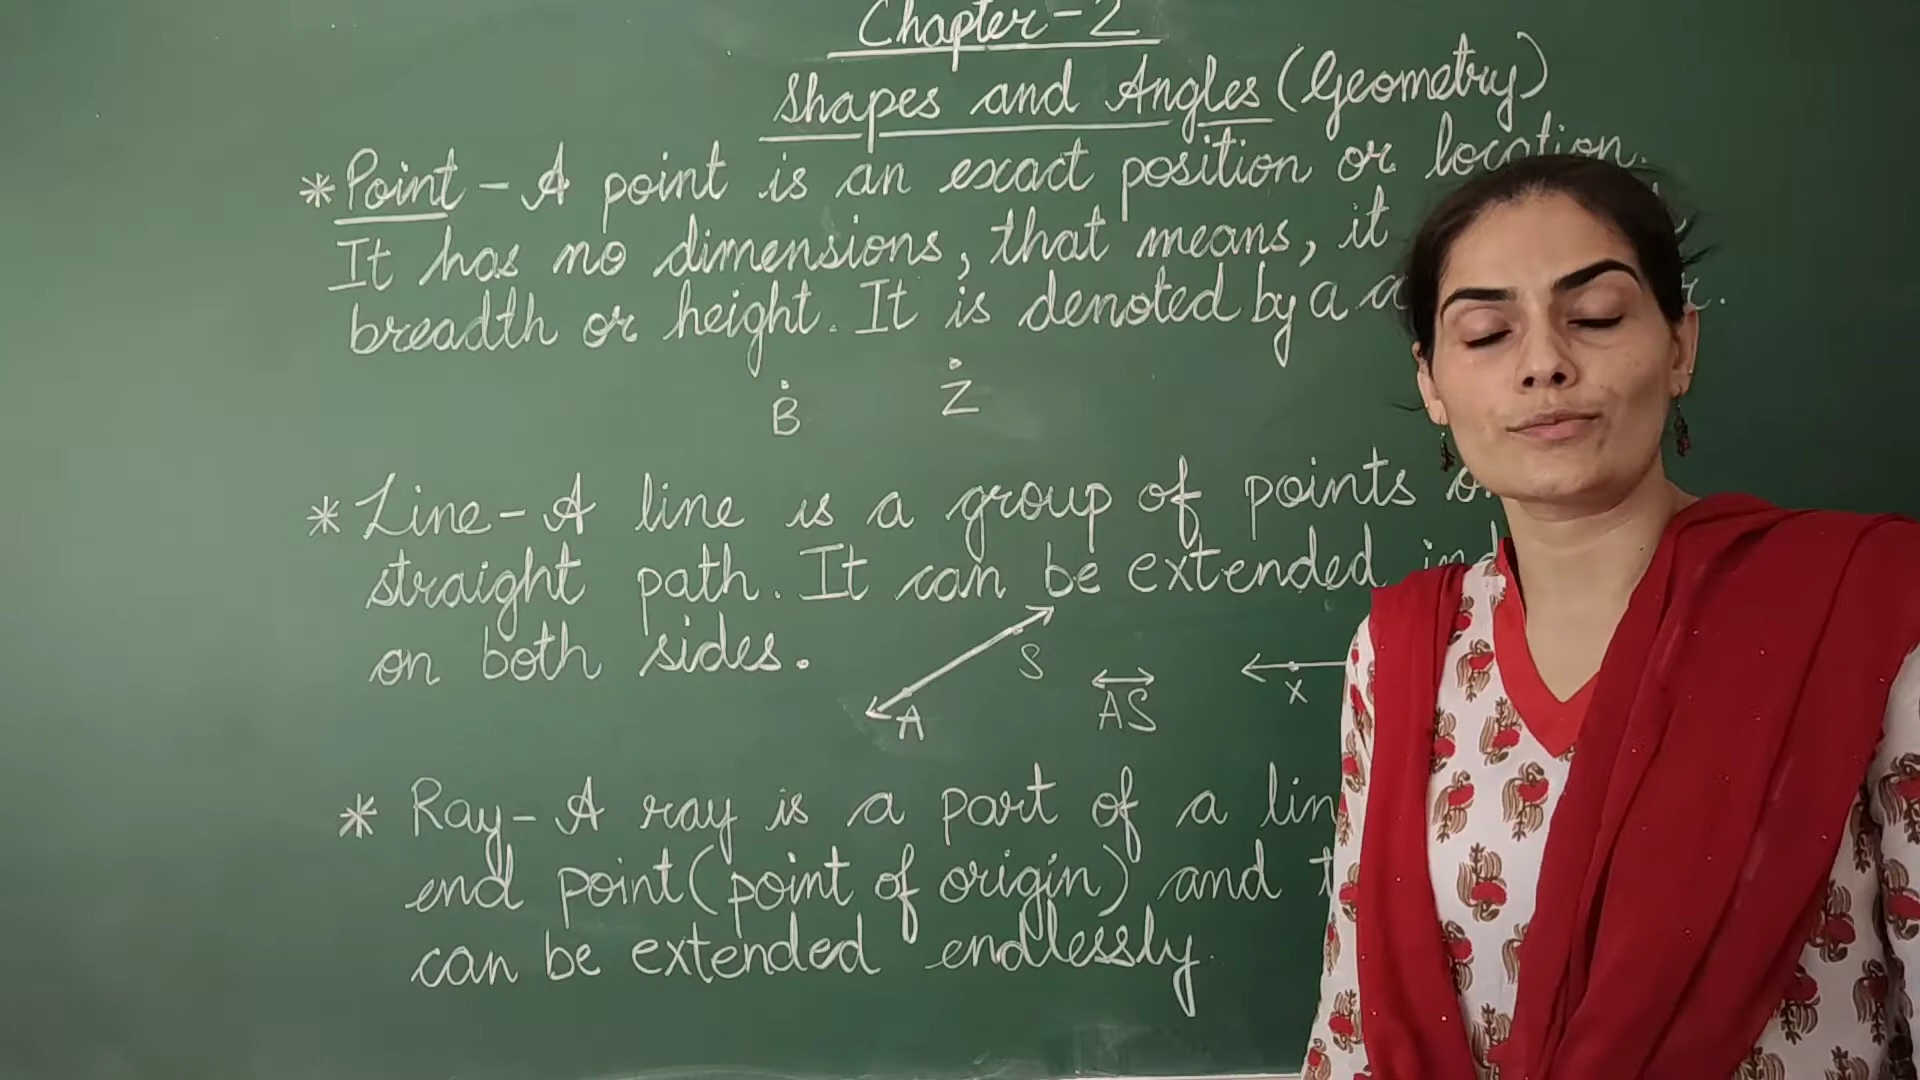 Chapter-2
Shapes and Angles (Geometry)
* Point - A point is an exact position or location.
It has no dimensions, that means, it
breadth or height. It is denoted by a
B Z
* Line - A line is a group of points
straight path. It can be extended
on both sides.
S
A AS X
* Ray - A ray is a part of a
end point (point of origin) and
can be extended endlessly.